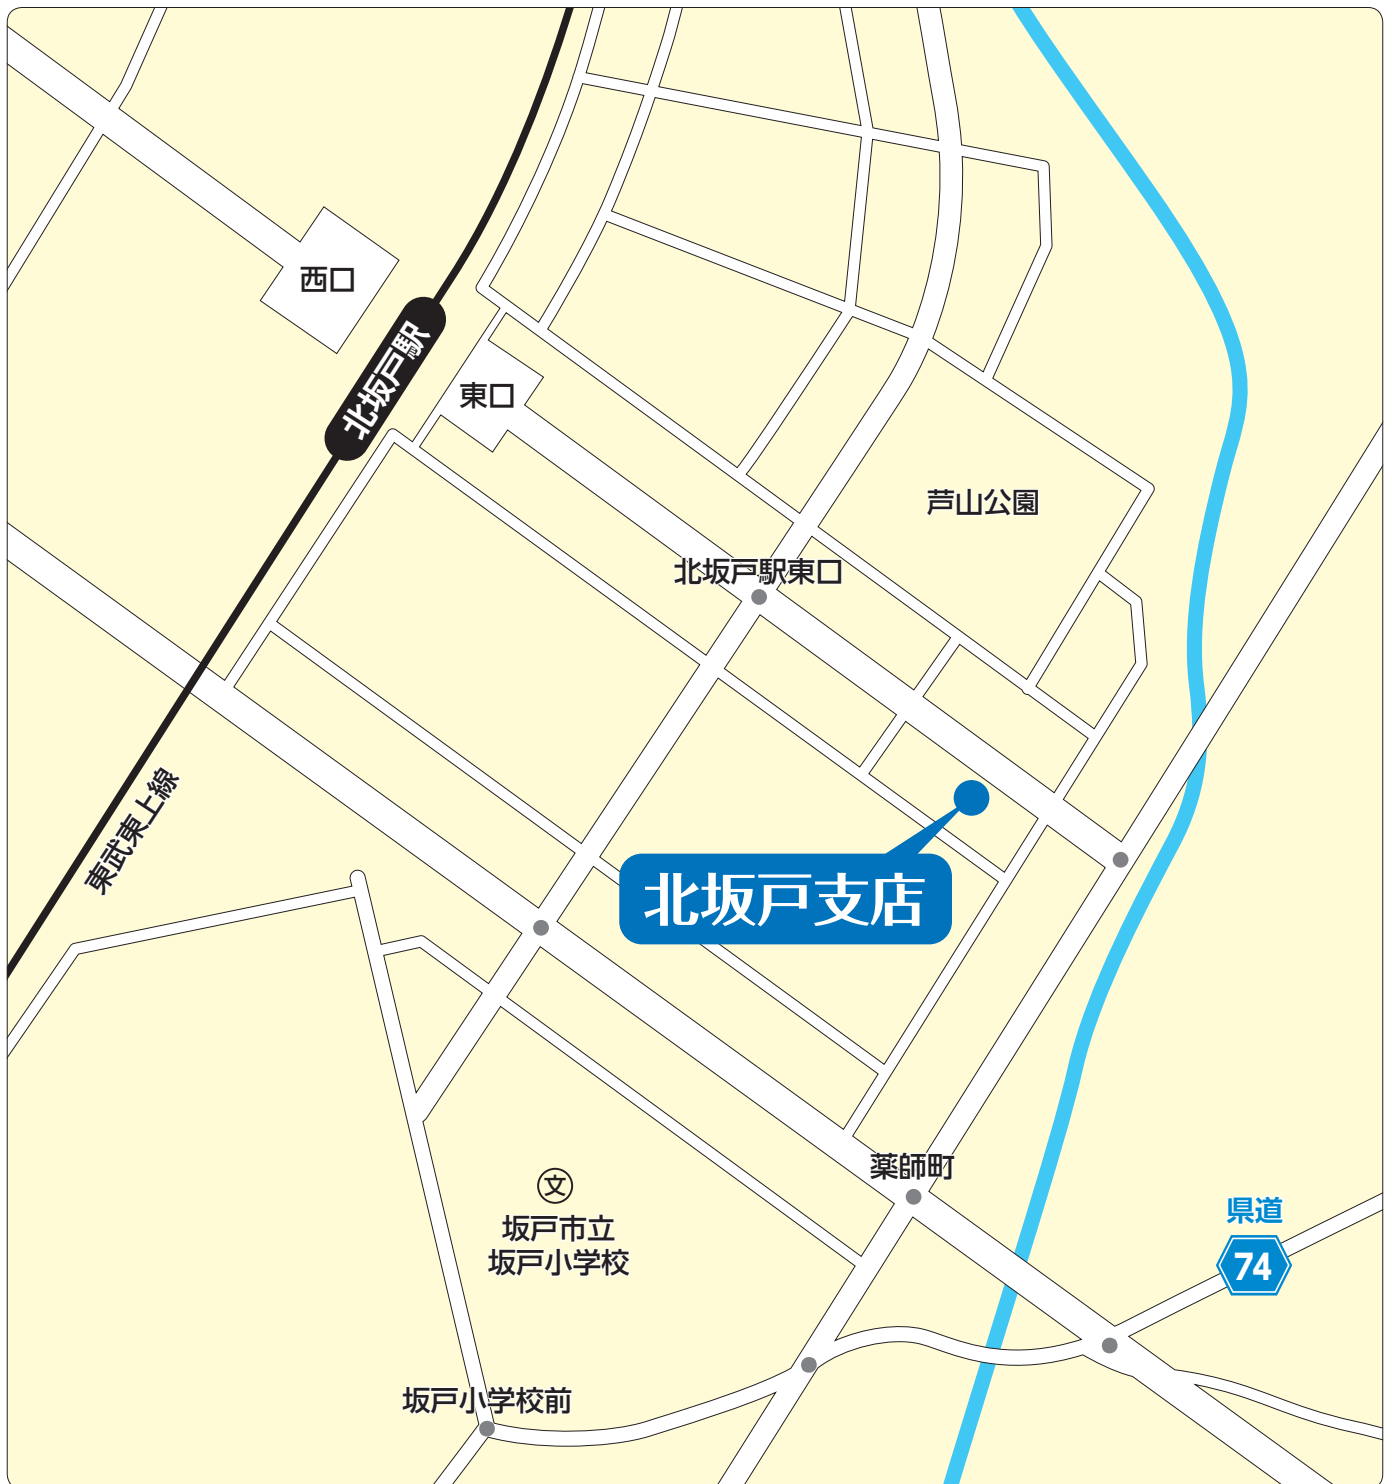 西口
北坂戸駅
東口
芦山公園
北坂戸駅東口
東武東上線
北坂戸支店
薬師町
文
坂戸市立
坂戸小学校
県道
74
坂戸小学校前